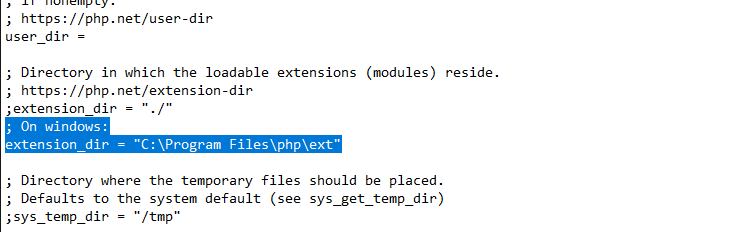 ; if nonempty.
; https://php.net/user-dir
user_dir =
; Directory in which the loadable extensions (modules) reside.
; https://php.net/extension-dir
;extension_dir = "./"
; On windows:
extension_dir = "C:\Program Files\php\ext"
; Directory where the temporary files should be placed.
; Defaults to the system default (see sys_get_temp_dir)
;sys_temp_dir = "/tmp"